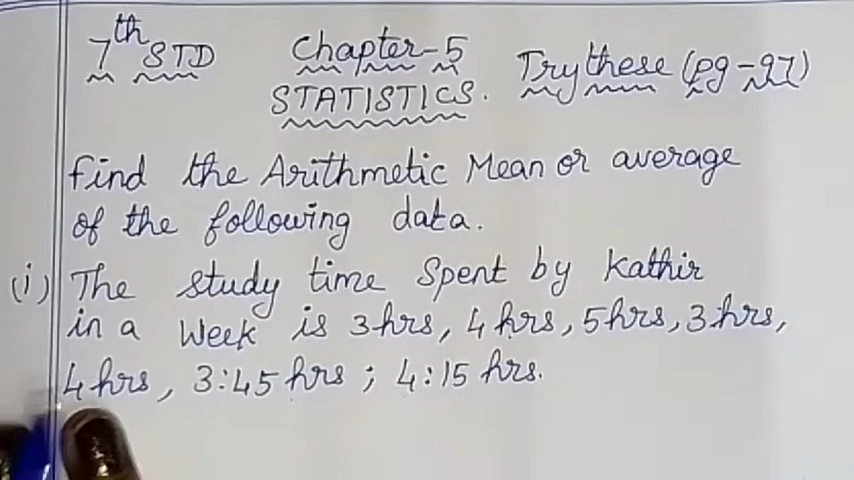 7th STD Chapter-5 Try these (pg-97)
STATISTICS.
Find the Arithmetic Mean or average
of the following data.
(i) The study time Spent by Kathir
in a Week is 3hrs, 4hrs, 5hrs, 3hrs,
4hrs, 3:45 hrs ; 4:15 hrs.